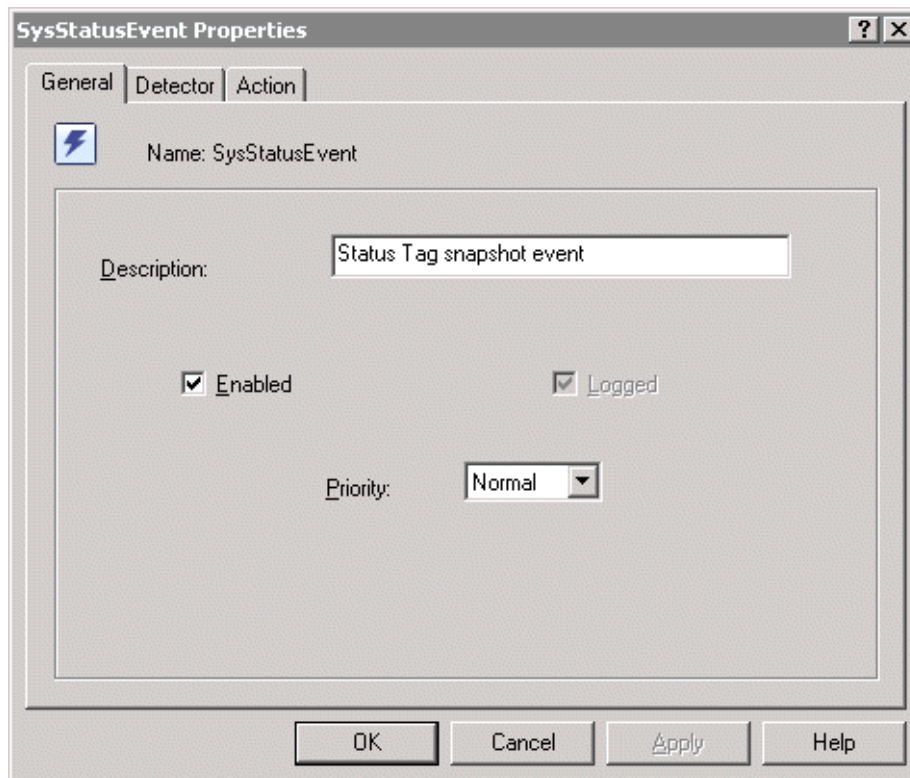 SysStatusEvent Properties
General Detector Action
Name: SysStatusEvent
Description: Status Tag snapshot event
Enabled Logged
Priority: Normal
OK Cancel Apply Help